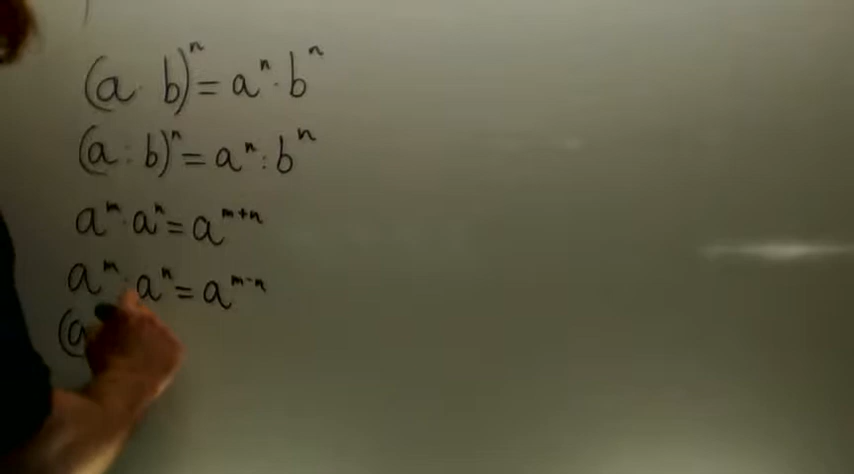 (a · b)ⁿ = aⁿ · bⁿ
(a : b)ⁿ = aⁿ : bⁿ
aᵐ · aⁿ = aᵐ⁺ⁿ
aᵐ : aⁿ = aᵐ⁻ⁿ
(a